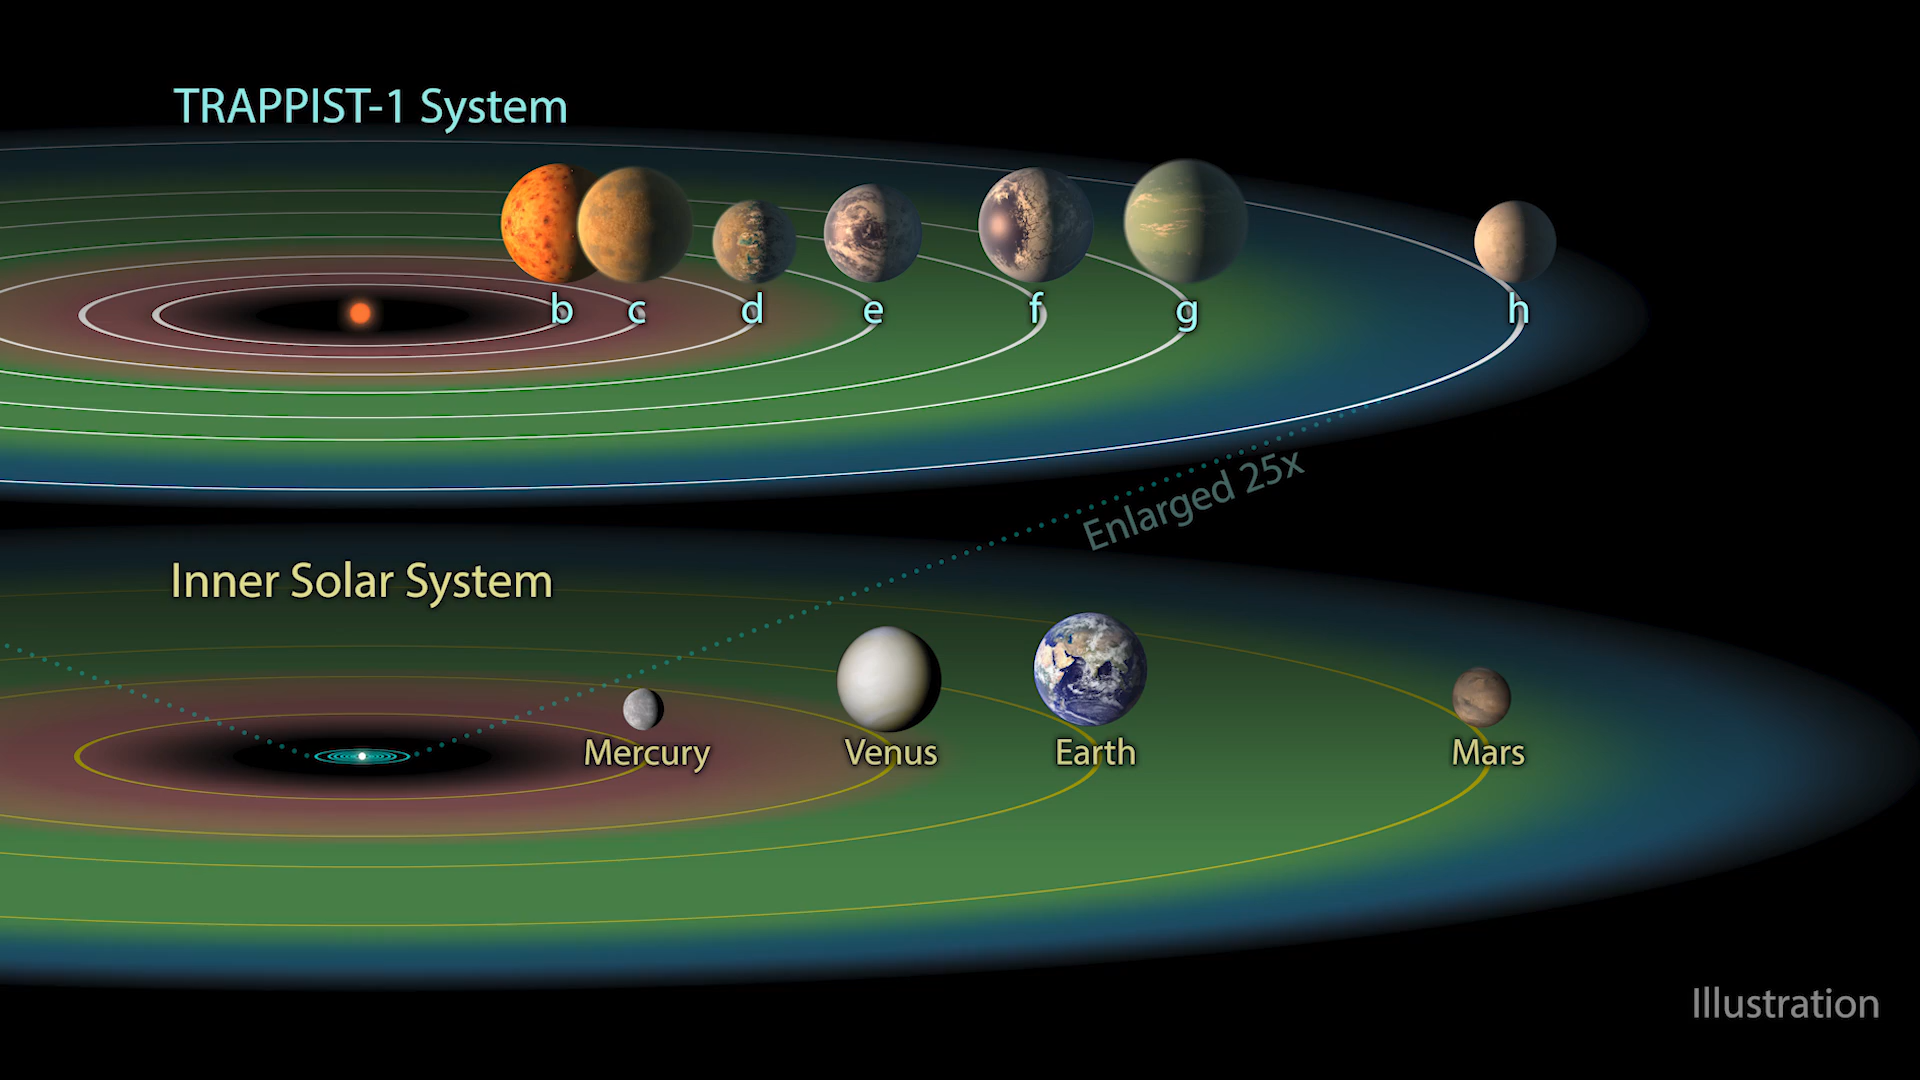 TRAPPIST-1 System
b c d e f g h
Enlarged 25x
Inner Solar System
Mercury Venus Earth Mars
Illustration